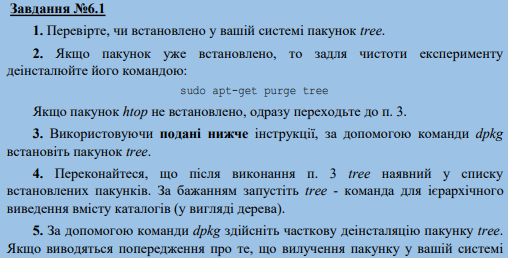 Завдання №6.1
1. Перевірте, чи встановлено у вашій системі пакунок tree.
2. Якщо пакунок уже встановлено, то задля чистоти експерименту
деінсталюйте його командою:
sudo apt-get purge tree
Якщо пакунок htop не встановлено, одразу переходьте до п. 3.
3. Використовуючи подані нижче інструкції, за допомогою команди dpkg
встановіть пакунок tree.
4. Переконайтеся, що після виконання п. 3 tree наявний у списку
встановлених пакунків. За бажанням запустіть tree - команда для ієрархічного
виведення вмісту каталогів (у вигляді дерева).
5. За допомогою команди dpkg здійсніть часткову деінсталяцію пакунку tree.
Якщо виводяться попередження про те, що вилучення пакунку у вашій системі